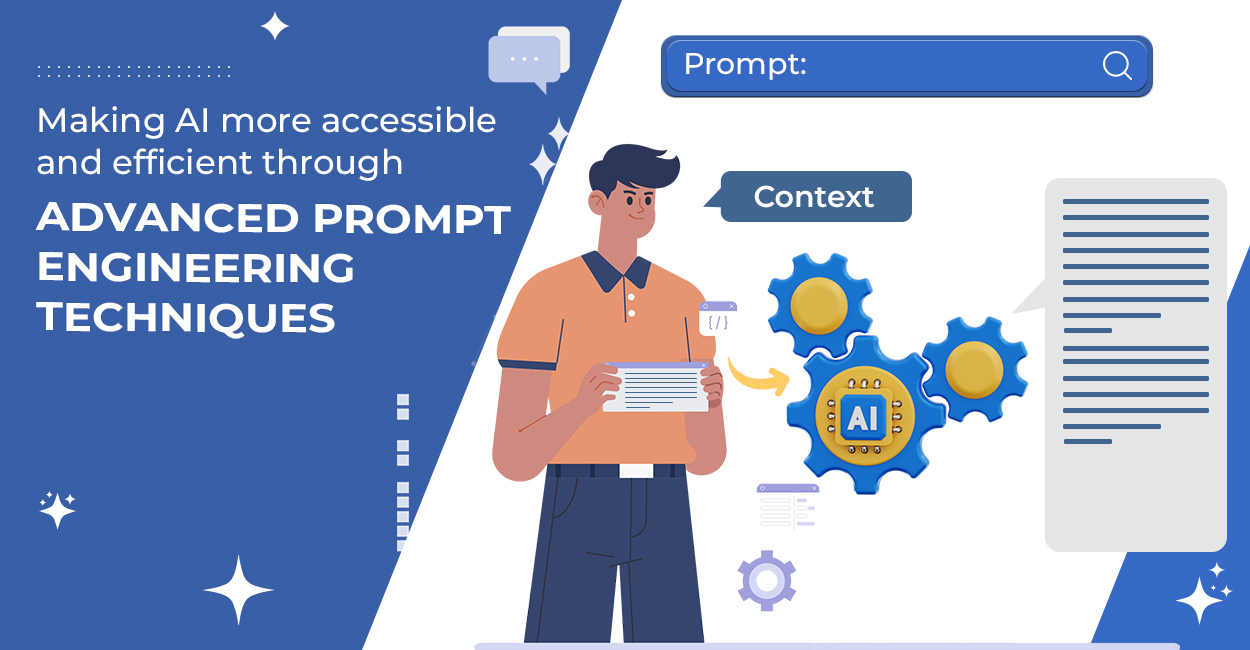 Making AI more accessible
and efficient through
ADVANCED PROMPT
ENGINEERING
TECHNIQUES
Prompt:
Context
{/}
AI